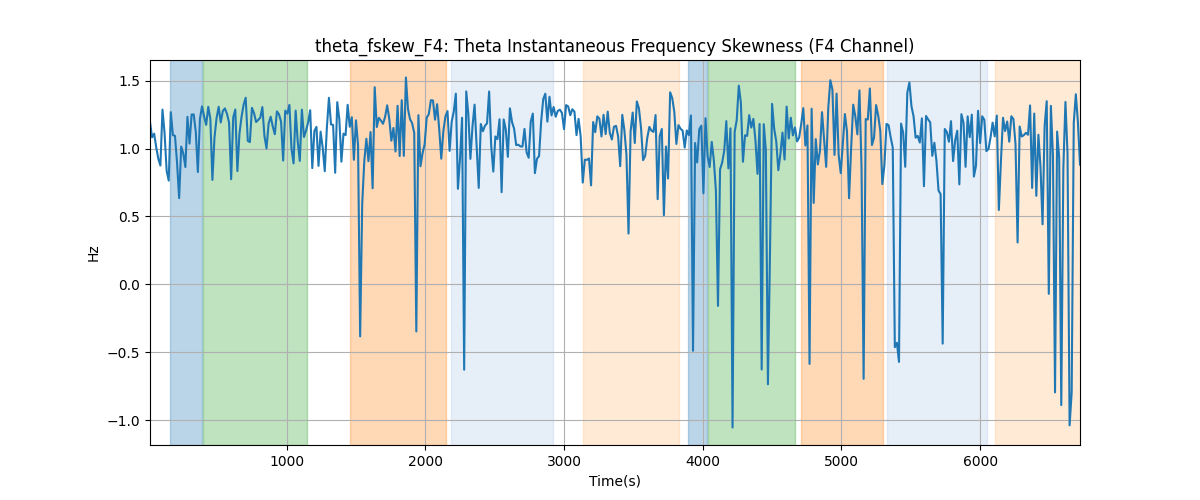 theta_fskew_F4: Theta Instantaneous Frequency Skewness (F4 Channel)
1.5
1.0
0.5
0.0
−0.5
−1.0
Hz
1000 2000 3000 4000 5000 6000
Time(s)